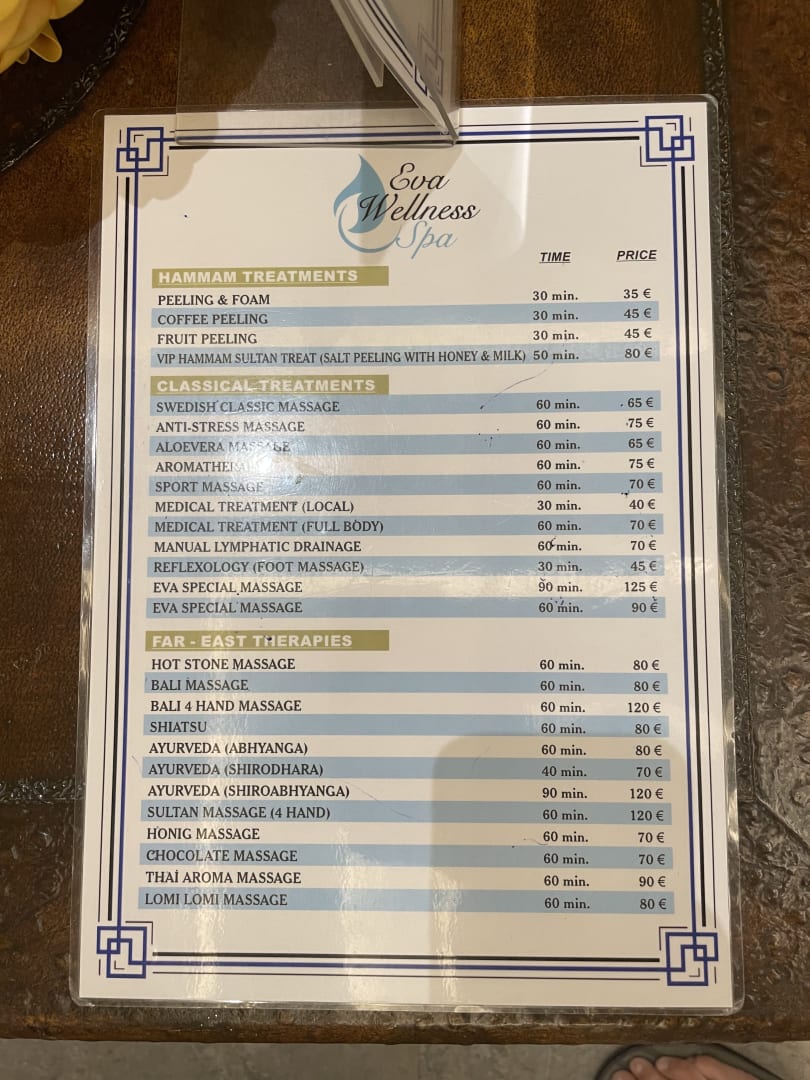 Eva
Wellness
Spa
TIME PRICE
HAMMAM TREATMENTS
PEELING & FOAM 30 min. 35 €
COFFEE PEELING 30 min. 45 €
FRUIT PEELING 30 min. 45 €
VIP HAMMAM SULTAN TREAT (SALT PEELING WITH HONEY & MILK) 50 min. 80 €
CLASSICAL TREATMENTS
SWEDISH CLASSIC MASSAGE 60 min. 65 €
ANTI-STRESS MASSAGE 60 min. 75 €
ALOEVERA MASSAGE 60 min. 65 €
60 min. 75 €
SPORT MASSAGE 60 min. 70 €
MEDICAL TREATMENT (LOCAL) 30 min. 40 €
MEDICAL TREATMENT (FULL BODY) 60 min. 70 €
MANUAL LYMPHATIC DRAINAGE 60 min. 70 €
REFLEXOLOGY (FOOT MASSAGE) 30 min. 45 €
EVA SPECIAL MASSAGE 90 min. 125 €
EVA SPECIAL MASSAGE 60 min. 90 €
FAR - EAST THERAPIES
HOT STONE MASSAGE 60 min. 80 €
BALI MASSAGE 60 min. 80 €
BALI 4 HAND MASSAGE 60 min. 120 €
SHIATSU 60 min. 80 €
AYURVEDA (ABHYANGA) 60 min. 80 €
AYURVEDA (SHIRODHARA) 40 min. 70 €
AYURVEDA (SHIROABHYANGA) 90 min. 120 €
SULTAN MASSAGE (4 HAND) 60 min. 120 €
HONIG MASSAGE 60 min. 70 €
CHOCOLATE MASSAGE 60 min. 70 €
THAİ AROMA MASSAGE 60 min. 90 €
LOMI LOMI MASSAGE 60 min. 80 €